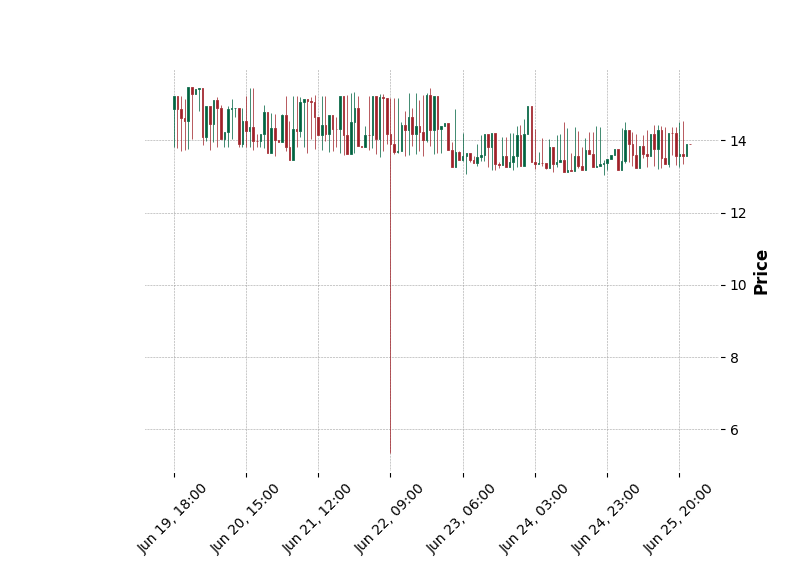 14
12
10
8
6
Price
Jun 19, 18:00
Jun 20, 15:00
Jun 21, 12:00
Jun 22, 09:00
Jun 23, 06:00
Jun 24, 03:00
Jun 24, 23:00
Jun 25, 20:00